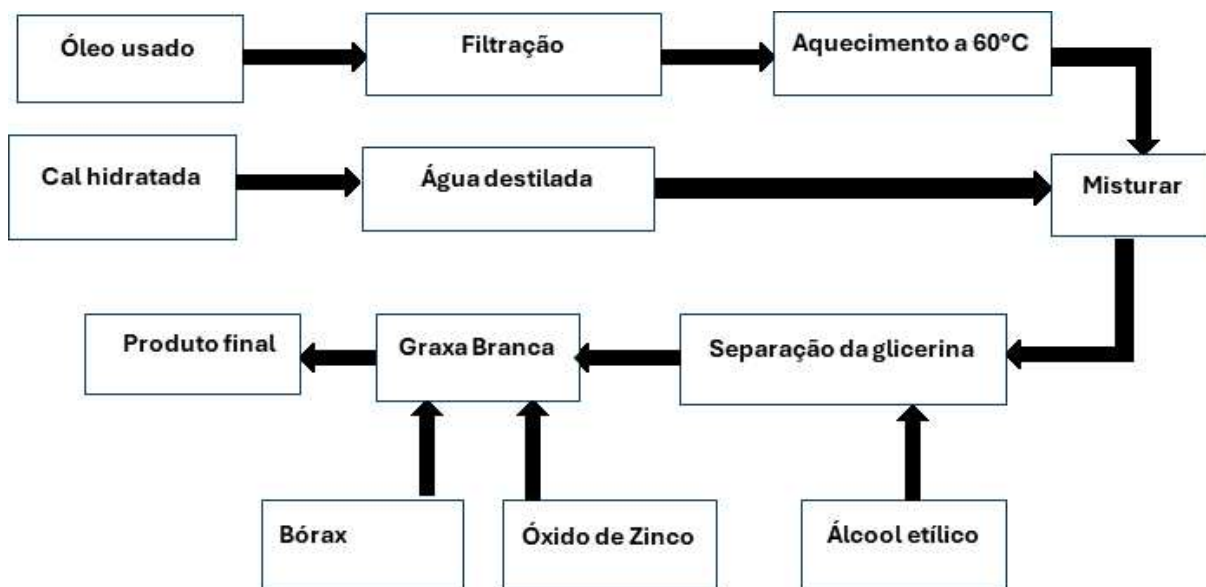 Óleo usado
Filtração
Aquecimento a 60°C
Cal hidratada
Água destilada
Misturar
Produto final
Graxa Branca
Separação da glicerina
Bórax
Óxido de Zinco
Álcool etílico